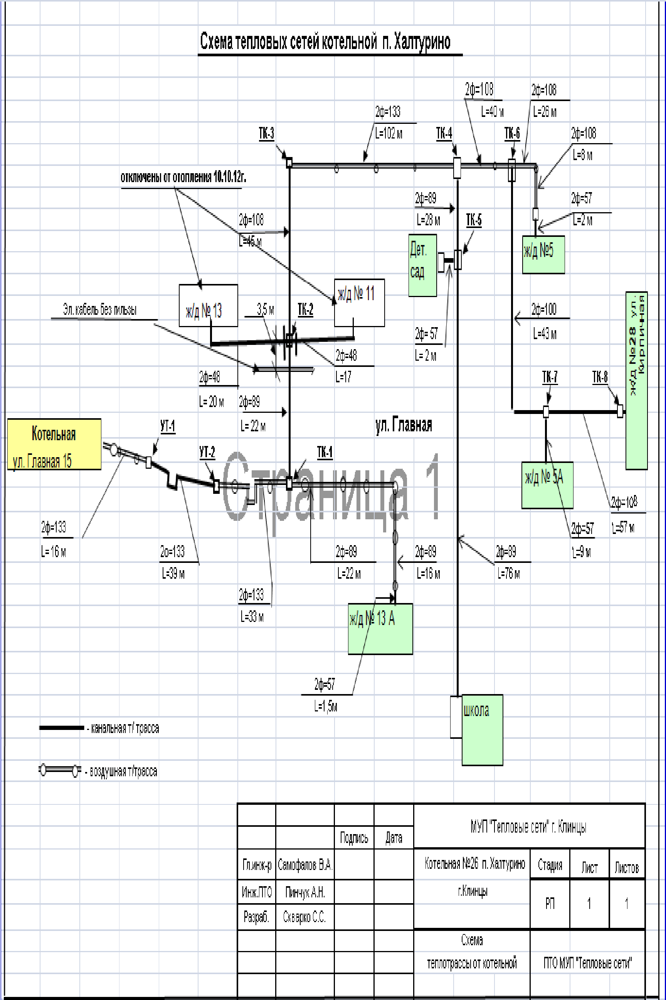 Схема тепловых сетей котельной п. Халтурино
2ф=108
L=40 м
2ф=108
L=26 м
2ф=133
L=102 м
ТК-3
ТК-4
ТК-6
2ф=108
L=8 м
отключены от отопления 10.10.12г.
2ф=89
L=28 м
ТК-5
2ф=57
L=2 м
2ф=108
L=45 м
Дет.
сад
ж/д №5
ж/д № 13
3,5 м
ТК-2
ж/д № 11
Эл. кабель без гильзы
2ф=100
L=43 м
ж/д №28 ул.
Кирпичная
2ф= 57
L= 2 м
2ф=48
L=17
2ф=48
L= 20 м
2ф=89
L= 22 м
ТК-7
ТК-8
ул. Главная
Котельная
ул. Главная 15
УТ-1
УТ-2
ТК-1
Страница 1
ж/д № 5А
2ф=108
L=57 м
2ф=57
L=9 м
2ф=133
L= 16 м
2о=133
L=39 м
2ф=89
L=22 м
2ф=89
L=16 м
2ф=89
L=76 м
2ф=133
L=33 м
ж/д № 13 А
2ф=57
L=1,5м
школа
- канальная т/ трасса
- воздушная т/трасса
МУП "Тепловые сети" г. Клинцы
Подпись Дата
Гл.инж-р Самофалов В.А. Котельная №26 п. Халтурино Стадия Лист Листов
Инж.ПТО Пинчук А.Н. г.Клинцы
РП 1 1
Разраб. Скварко С.С.
Схема
теплотрассы от котельной ПТО МУП "Тепловые сети"